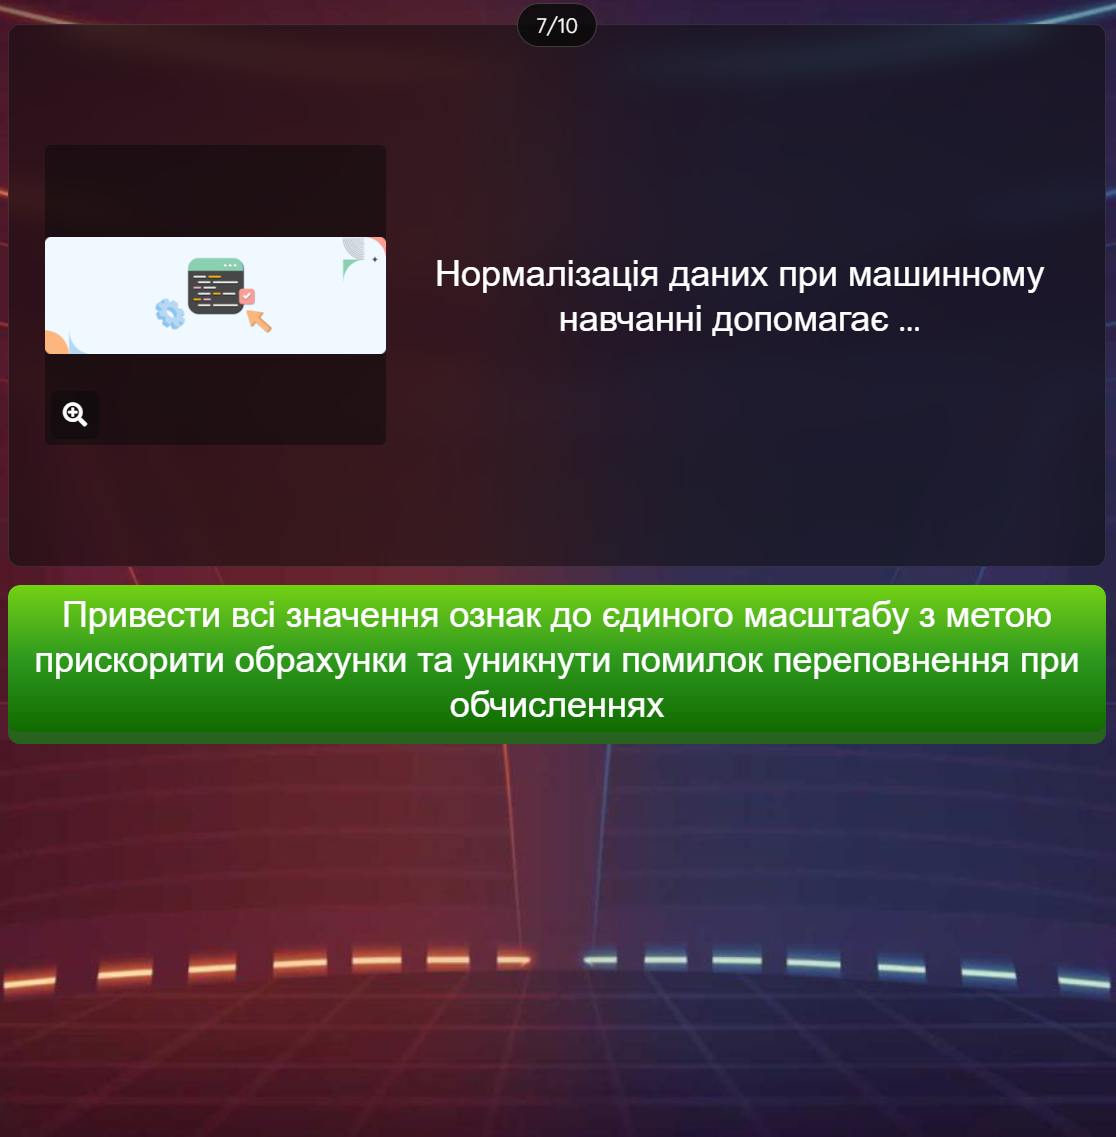 7/10
Нормалізація даних при машинному
навчанні допомагає ...
Привести всі значення ознак до єдиного масштабу з метою
прискорити обрахунки та уникнути помилок переповнення при
обчисленнях